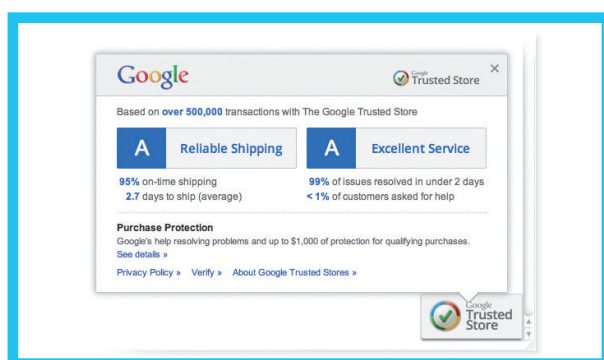 Google
Google
Trusted Store
Based on over 500,000 transactions with The Google Trusted Store
A Reliable Shipping A Excellent Service
95% on-time shipping 99% of issues resolved in under 2 days
2.7 days to ship (average) < 1% of customers asked for help
Purchase Protection
Google's help resolving problems and up to $1,000 of protection for qualifying purchases.
See details »
Privacy Policy » Verify » About Google Trusted Stores »
Google
Trusted
Store